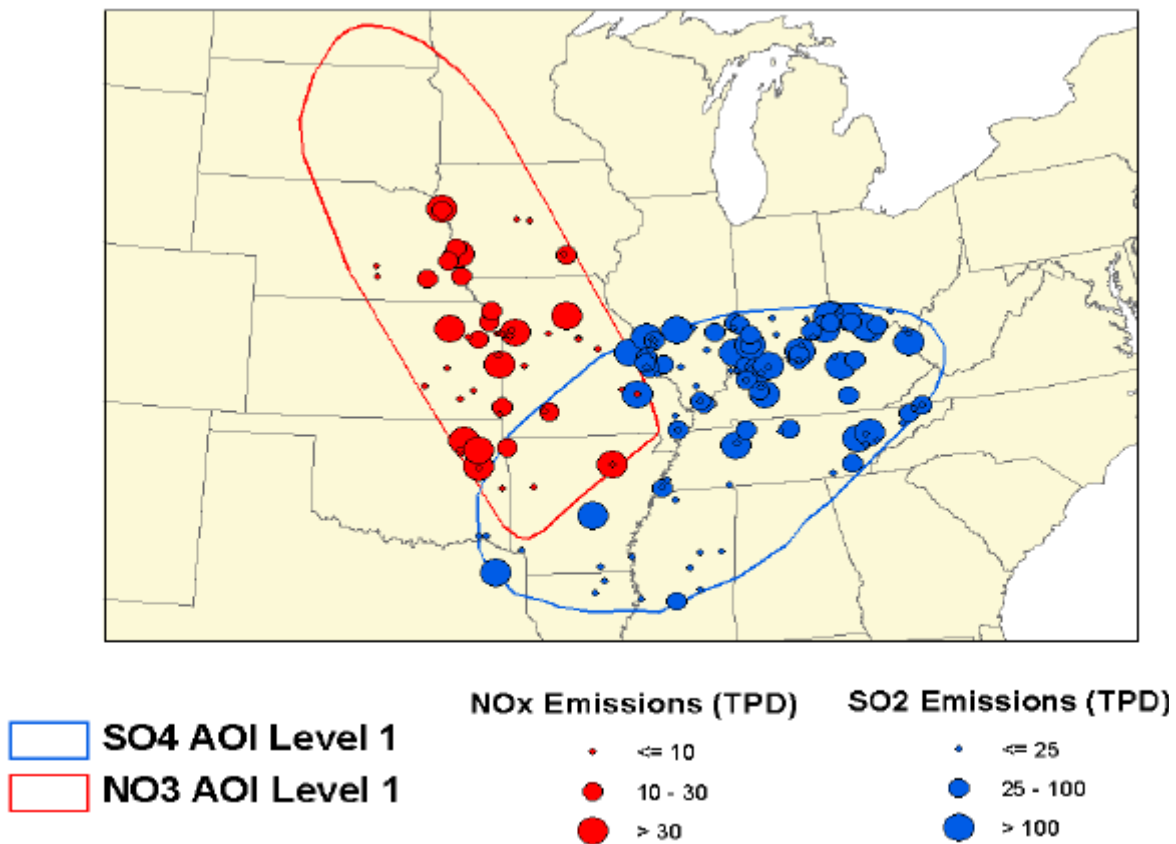 SO4 AOI Level 1
NO3 AOI Level 1
NOx Emissions (TPD)
<= 10
10 - 30
> 30
SO2 Emissions (TPD)
<= 25
25 - 100
> 100